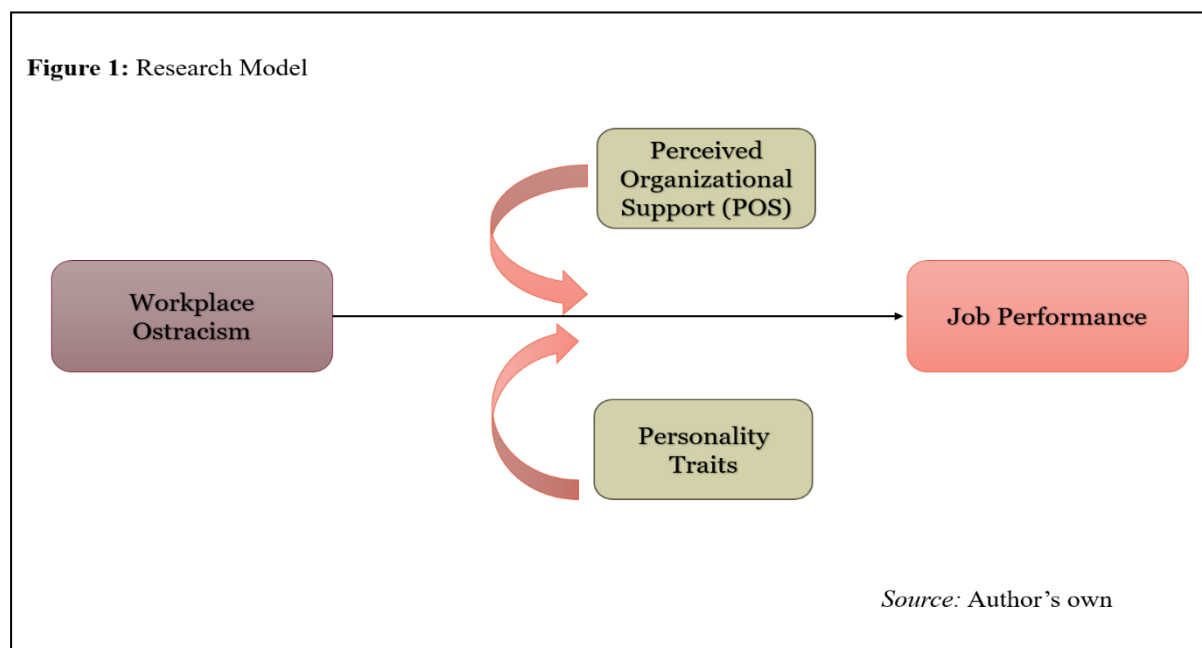 Figure 1: Research Model
Perceived
Organizational
Support (POS)
Workplace
Ostracism
Job Performance
Personality
Traits
Source: Author’s own